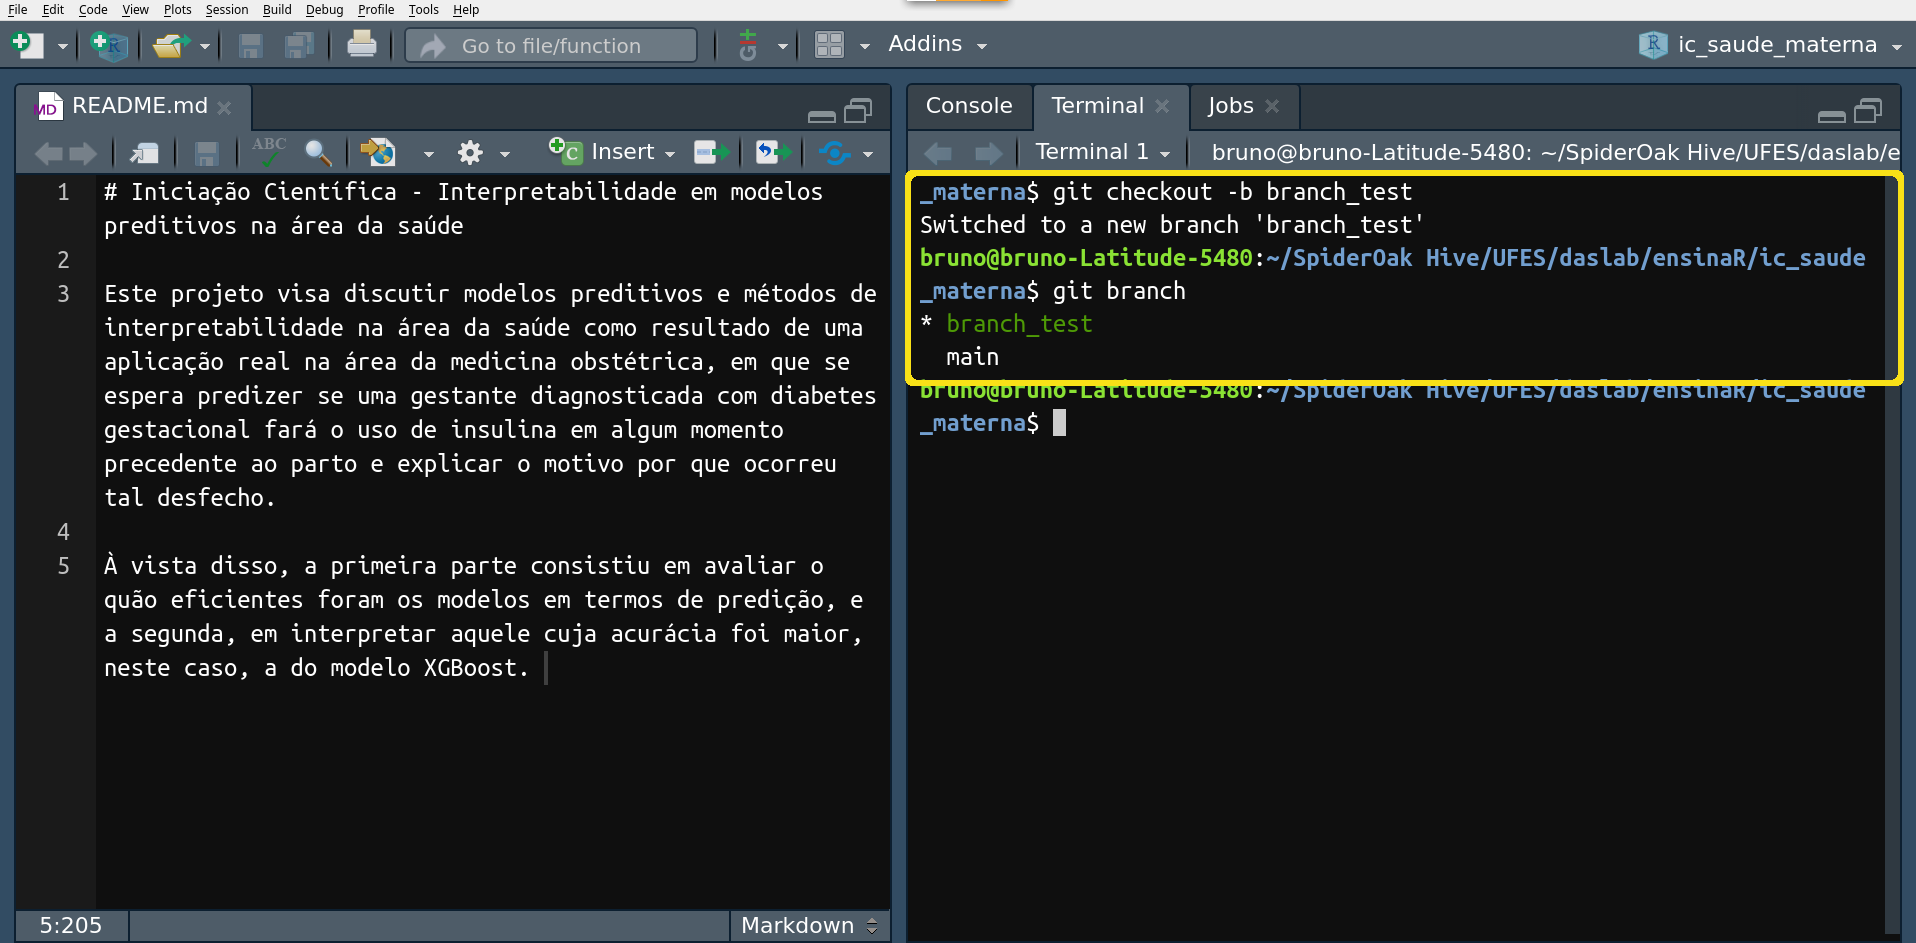 File Edit Code View Plots Session Build Debug Profile Tools Help
Go to file/function
Addins
ic_saude_materna
MD README.md
ABC
Insert
1 # Iniciação Científica - Interpretabilidade em modelos
preditivos na área da saúde
2
3 Este projeto visa discutir modelos preditivos e métodos de
interpretabilidade na área da saúde como resultado de uma
aplicação real na área da medicina obstétrica, em que se
espera predizer se uma gestante diagnosticada com diabetes
gestacional fará o uso de insulina em algum momento
precedente ao parto e explicar o motivo por que ocorreu
tal desfecho.
4
5 À vista disso, a primeira parte consistiu em avaliar o
quão eficientes foram os modelos em termos de predição, e
a segunda, em interpretar aquele cuja acurácia foi maior,
neste caso, a do modelo XGBoost.
5:205
Markdown
Console Terminal Jobs
Terminal 1 bruno@bruno-Latitude-5480: ~/SpiderOak Hive/UFES/daslab/e
_materna$ git checkout -b branch_test
Switched to a new branch 'branch_test'
bruno@bruno-Latitude-5480:~/SpiderOak Hive/UFES/daslab/ensinaR/ic_saude
_materna$ git branch
* branch_test
main
bruno@bruno-Latitude-5480:~/SpiderOak Hive/UFES/daslab/ensinaR/ic_saude
_materna$